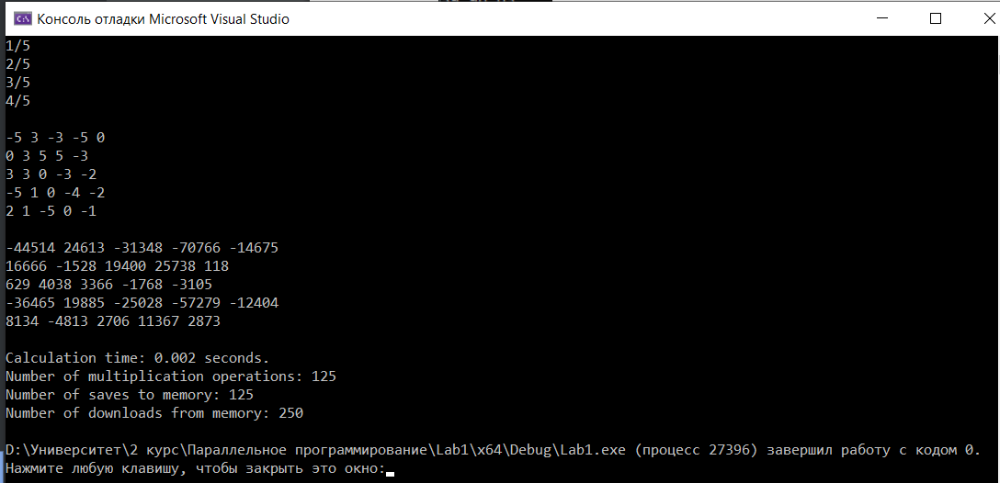 Консоль отладки Microsoft Visual Studio
1/5
2/5
3/5
4/5
-5 3 -3 -5 0
0 3 5 5 -3
3 3 0 -3 -2
-5 1 0 -4 -2
2 1 -5 0 -1
-44514 24613 -31348 -70766 -14675
16666 -1528 19400 25738 118
629 4038 3366 -1768 -3105
-36465 19885 -25028 -57279 -12404
8134 -4813 2706 11367 2873
Calculation time: 0.002 seconds.
Number of multiplication operations: 125
Number of saves to memory: 125
Number of downloads from memory: 250
D:\Университет\2 курс\Параллельное программирование\Lab1\x64\Debug\Lab1.exe (процесс 27396) завершил работу с кодом 0.
Нажмите любую клавишу, чтобы закрыть это окно: